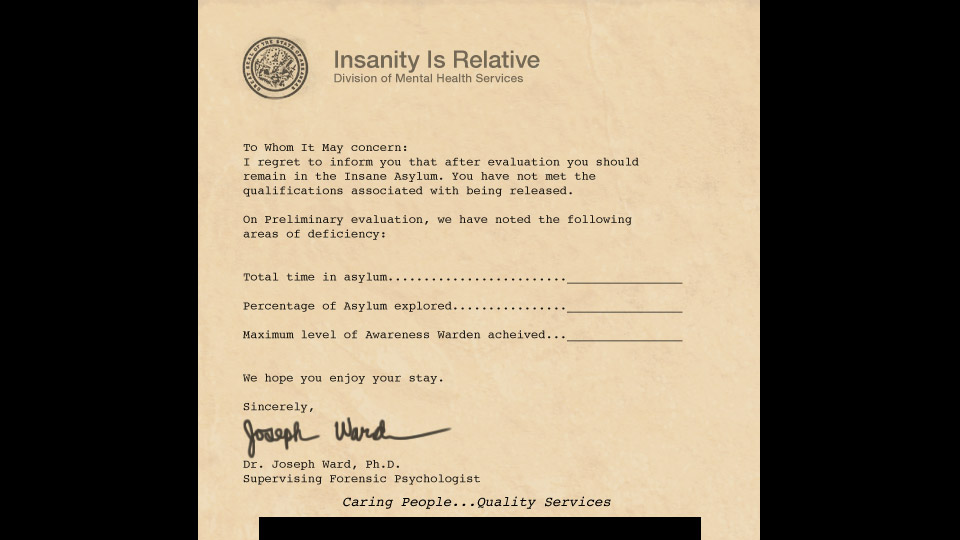 GREAT SEAL OF THE STATE OF ARKANSAS
Insanity Is Relative
Division of Mental Health Services
To Whom It May concern:
I regret to inform you that after evaluation you should
remain in the Insane Asylum. You have not met the
qualifications associated with being released.
On Preliminary evaluation, we have noted the following
areas of deficiency:
Total time in asylum.........................________________
Percentage of Asylum explored................________________
Maximum level of Awareness Warden acheived...________________
We hope you enjoy your stay.
Sincerely,
Joseph Ward
Dr. Joseph Ward, Ph.D.
Supervising Forensic Psychologist
Caring People...Quality Services